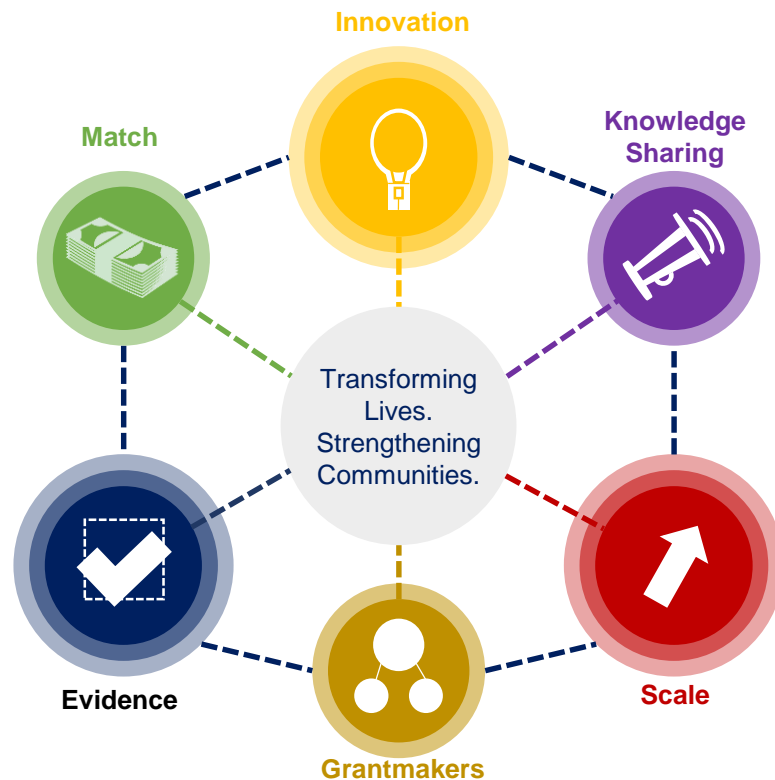 Innovation
Match
Knowledge
Sharing
Transforming
Lives.
Strengthening
Communities.
Evidence
Scale
Grantmakers